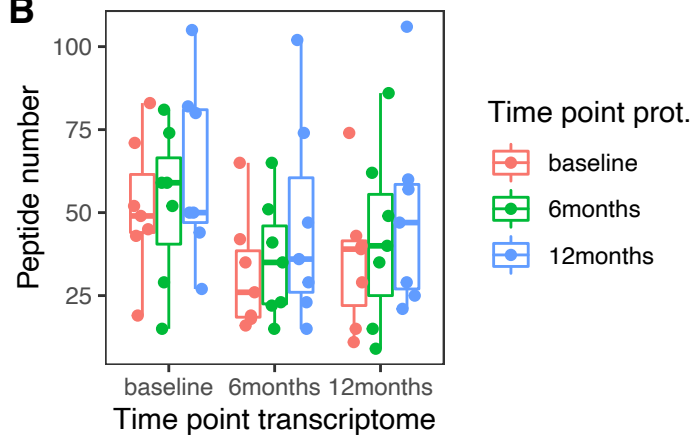 B
Peptide number
100
75
50
25
baseline 6months 12months
Time point transcriptome
Time point prot.
baseline
6months
12months